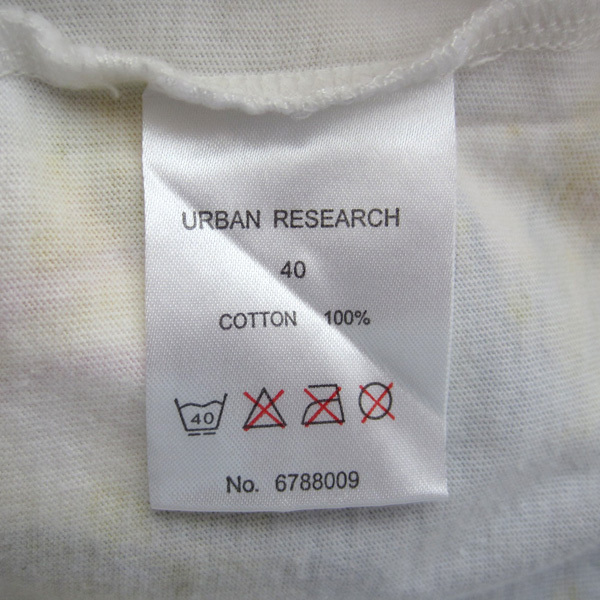 URBAN RESEARCH
40
COTTON 100%
40
No. 6788009